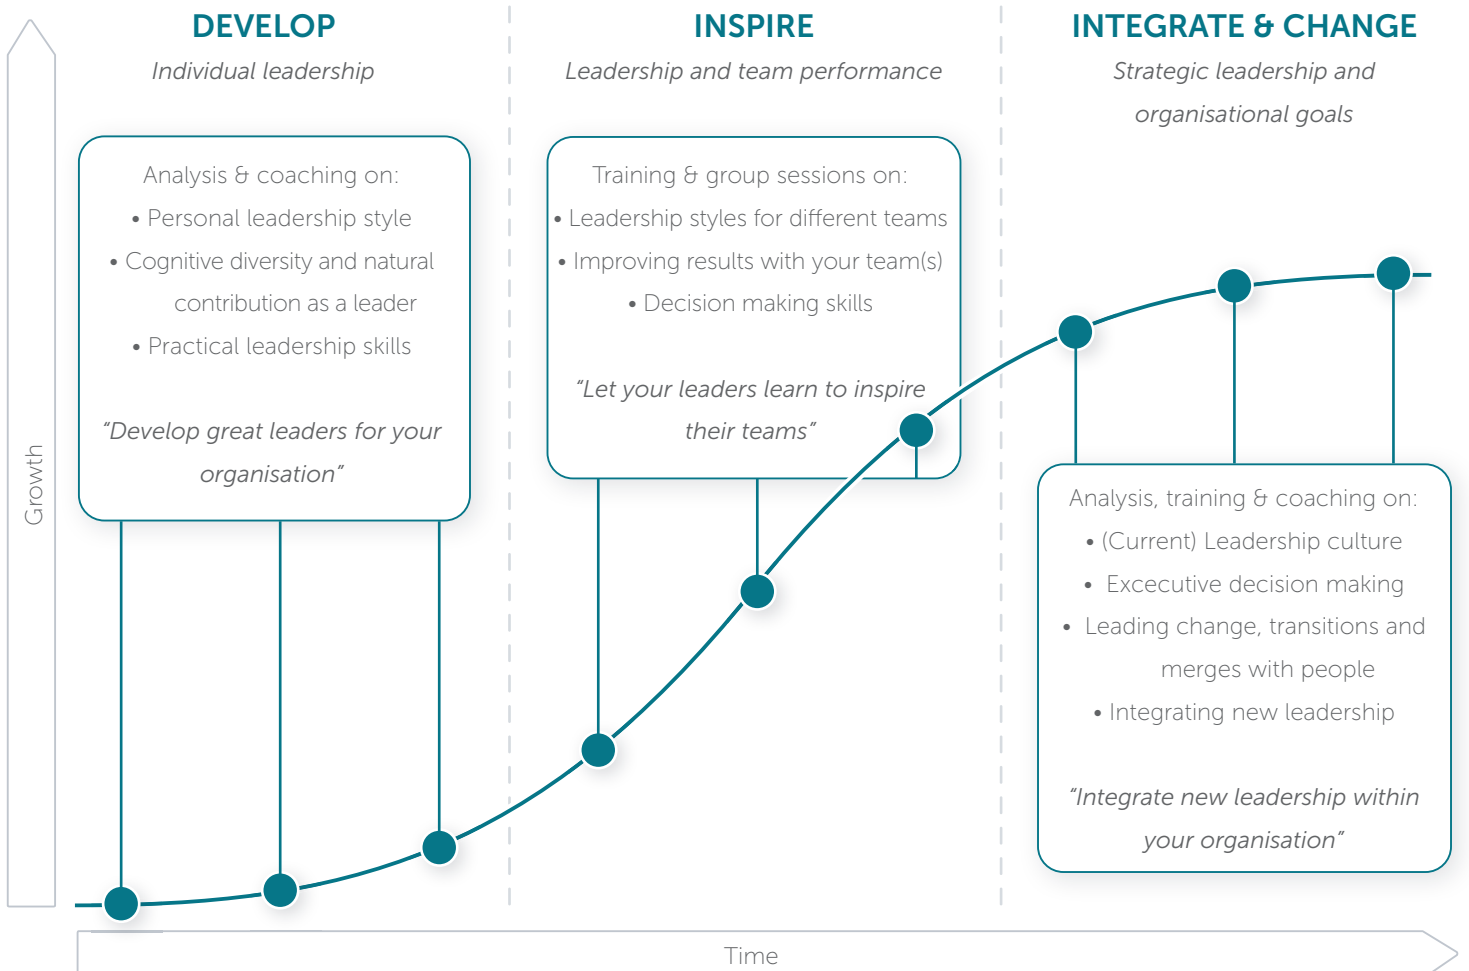 DEVELOP
Individual leadership
Analysis & coaching on:
• Personal leadership style
• Cognitive diversity and natural
contribution as a leader
• Practical leadership skills
“Develop great leaders for your
organisation”
INSPIRE
Leadership and team performance
Training & group sessions on:
• Leadership styles for different teams
• Improving results with your team(s)
• Decision making skills
“Let your leaders learn to inspire
their teams”
INTEGRATE & CHANGE
Strategic leadership and
organisational goals
Analysis, training & coaching on:
• (Current) Leadership culture
• Excecutive decision making
• Leading change, transitions and
merges with people
• Integrating new leadership
“Integrate new leadership within
your organisation”
Growth
Time